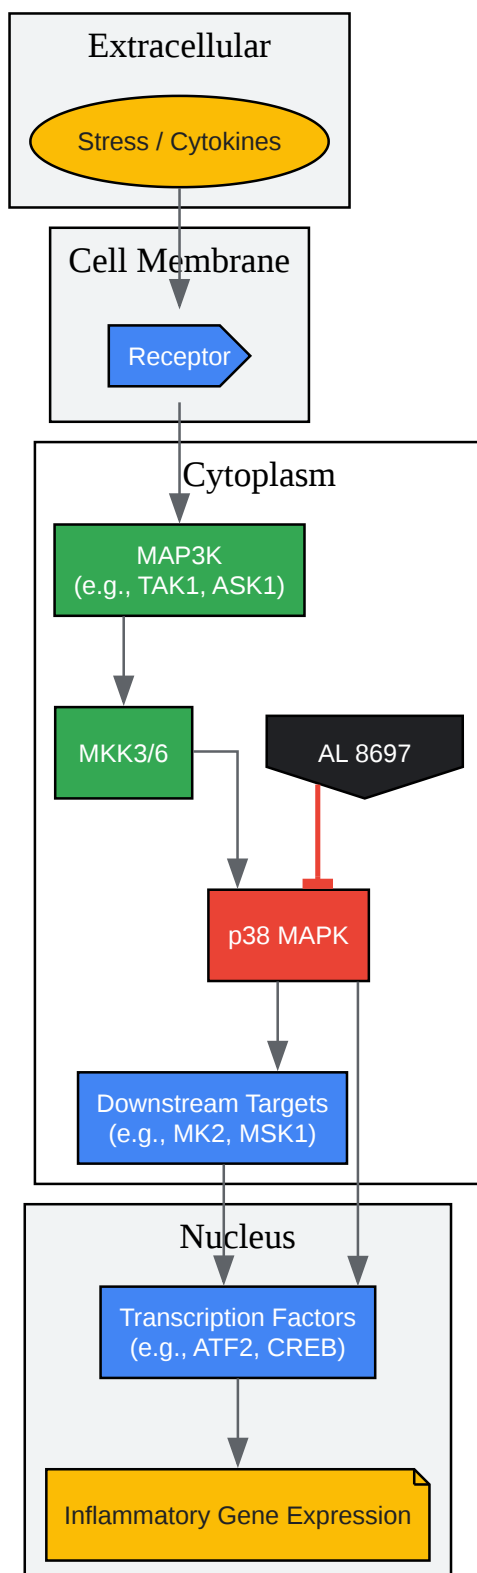 Extracellular
Stress / Cytokines
Cell Membrane
Receptor
Cytoplasm
MAP3K
(e.g., TAK1, ASK1)
MKK3/6
AL 8697
p38 MAPK
Downstream Targets
(e.g., MK2, MSK1)
Nucleus
Transcription Factors
(e.g., ATF2, CREB)
Inflammatory Gene Expression